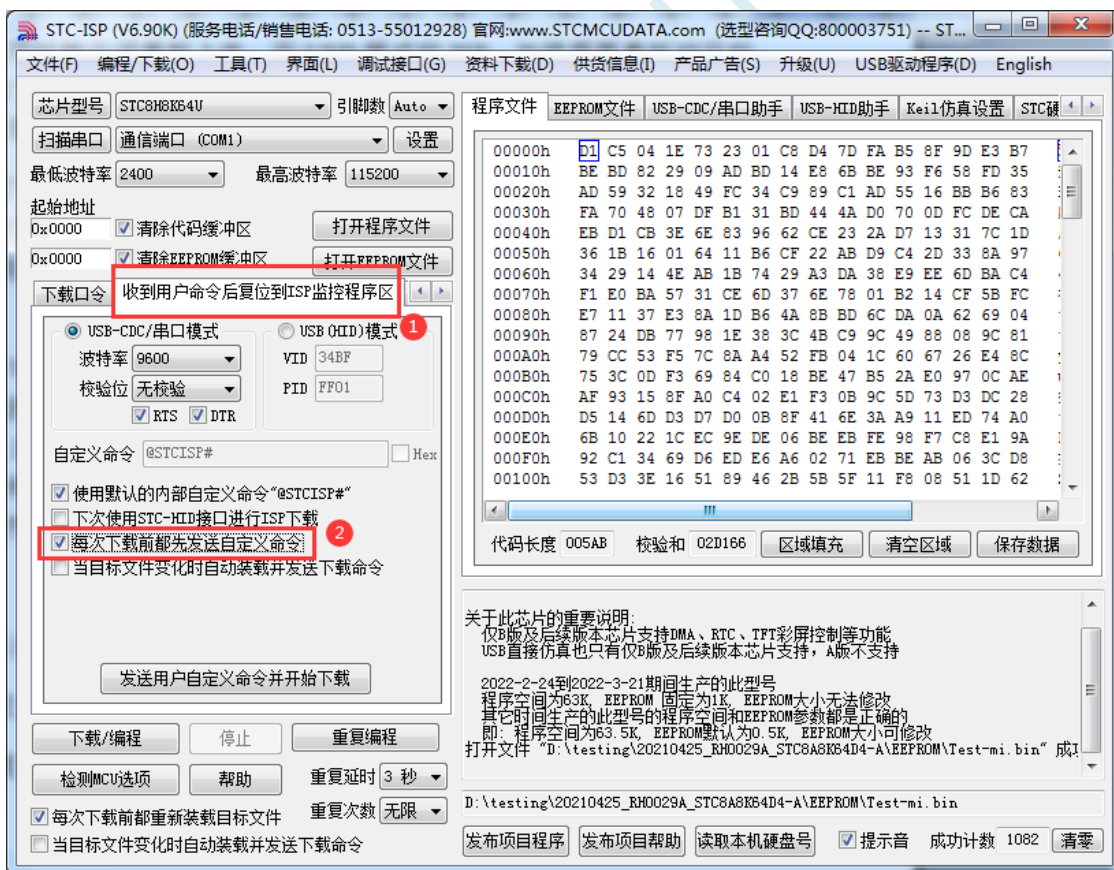 STC-ISP (V6.90K) (服务电话/销售电话: 0513-55012928) 官网:www.STCMCUDATA.com (选型咨询QQ:800003751) -- ST...
文件(F) 编程/下载(O) 工具(T) 界面(L) 调试接口(G) 资料下载(D) 供货信息(I) 产品广告(S) 升级(U) USB驱动程序(D) English
芯片型号 STC8H8K64U 引脚数 Auto
扫描串口 通信端口 (COM1) 设置
最低波特率 2400 最高波特率 115200
起始地址
0x0000 清除代码缓冲区 打开程序文件
0x0000 清除EEPROM缓冲区 打开EEPROM文件
下载口令 收到用户命令后复位到ISP监控程序区
1
USB-CDC/串口模式 USB(HID)模式
波特率 9600 VID 34BF
校验位 无校验 PID FF01
RTS DTR
自定义命令 @STCISP# Hex
使用默认的内部自定义命令"@STCISP#"
下次使用STC-HID接口进行ISP下载
每次下载前都先发送自定义命令
2
当目标文件变化时自动装载并发送下载命令
发送用户自定义命令并开始下载
下载/编程 停止 重复编程
检测MCU选项 帮助 重复延时 3 秒
每次下载前都重新装载目标文件 重复次数 无限
当目标文件变化时自动装载并发送下载命令
程序文件 EEPROM文件 USB-CDC/串口助手 USB-HID助手 Keil仿真设置 STC硬
00000h D1 C5 04 1E 73 23 01 C8 D4 7D FA B5 8F 9D E3 B7
00010h BE BD 82 29 09 AD BD 14 E8 6B BE 93 F6 58 FD 35
00020h AD 59 32 18 49 FC 34 C9 89 C1 AD 55 16 BB B6 83
00030h FA 70 48 07 DF B1 31 BD 44 4A D0 70 0D FC DE CA
00040h EB D1 CB 3E 6E 83 96 62 CE 23 2A D7 13 31 7C 1D
00050h 36 1B 16 01 64 11 B6 CF 22 AB D9 C4 2D 33 8A 97
00060h 34 29 14 4E AB 1B 74 29 A3 DA 38 E9 EE 6D BA C4
00070h F1 E0 BA 57 31 CE 6D 37 6E 78 01 B2 14 CF 5B FC
00080h E7 11 37 E3 8A 1D B6 4A 8B BD 6C DA 0A 62 69 04
00090h 87 24 DB 77 98 1E 38 3C 4B C9 9C 49 88 08 9C 81
000A0h 79 CC 53 F5 7C 8A A4 52 FB 04 1C 60 67 26 E4 8C
000B0h 75 3C 0D F3 69 84 C0 18 BE 47 B5 2A E0 97 0C AE
000C0h AF 93 15 8F A0 C4 02 E1 F3 0B 9C 5D 73 D3 DC 28
000D0h D5 14 6D D3 D7 D0 0B 8F 41 6E 3A A9 11 ED 74 A0
000E0h 6B 10 22 1C EC 9E DE 06 BE EB FE 98 F7 C8 E1 9A
000F0h 92 C1 34 69 D6 ED E6 A6 02 71 EB BE AB 06 3C D8
00100h 53 D3 3E 16 51 89 46 2B 5B 5F 11 F8 08 51 1D 62
代码长度 005AB 校验和 02D166 区域填充 清空区域 保存数据
关于此芯片的重要说明:
仅B版及后续版本芯片支持DMA、RTC、TFT彩屏控制等功能
USB直接仿真也只有仅B版及后续版本芯片支持，A版不支持
2022-2-24到2022-3-21期间生产的此型号
程序空间为63K, EEPROM 固定为1K, EEPROM大小无法修改
其它时间生产的此型号的程序空间和EEPROM参数都是正确的
即: 程序空间为63.5K, EEPROM默认为0.5K, EEPROM大小可修改
打开文件 "D:\testing\20210425_RH0029A_STC8A8K64D4-A\EEPROM\Test-mi.bin" 成功
D:\testing\20210425_RH0029A_STC8A8K64D4-A\EEPROM\Test-mi.bin
发布项目程序 发布项目帮助 读取本机硬盘号 提示音 成功计数 1082 清零